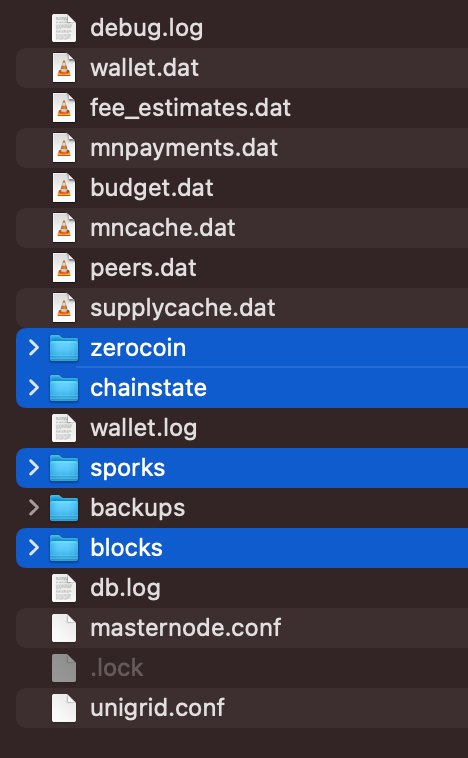 debug.log
wallet.dat
fee_estimates.dat
mnpayments.dat
budget.dat
mncache.dat
peers.dat
supplycache.dat
zerocoin
chainstate
wallet.log
sporks
backups
blocks
db.log
masternode.conf
.lock
unigrid.conf